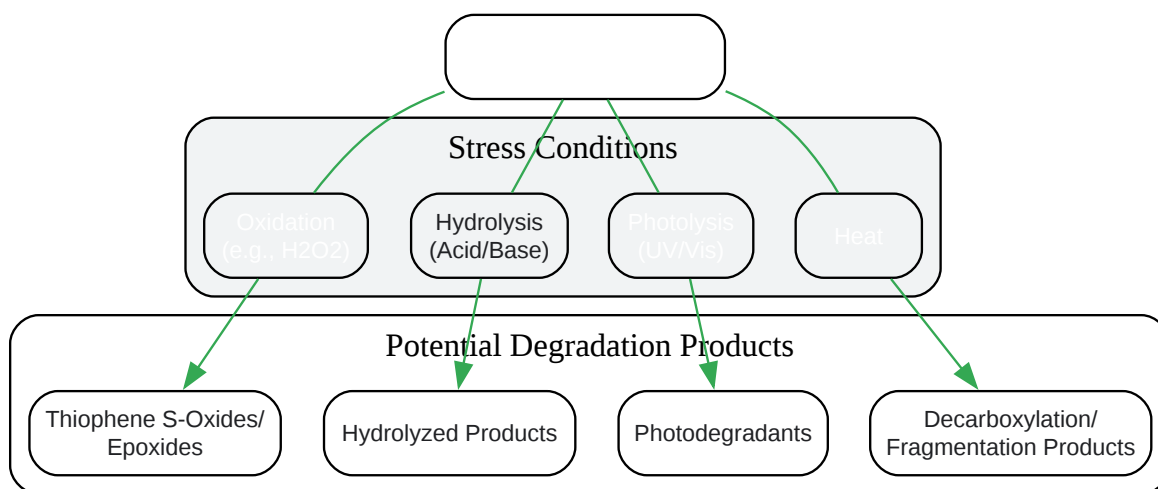 Stress Conditions
Oxidation
(e.g., H2O2)
Hydrolysis
(Acid/Base)
Photolysis
(UV/Vis)
Heat
Potential Degradation Products
Thiophene S-Oxides/
Epoxides
Hydrolyzed Products
Photodegradants
Decarboxylation/
Fragmentation Products